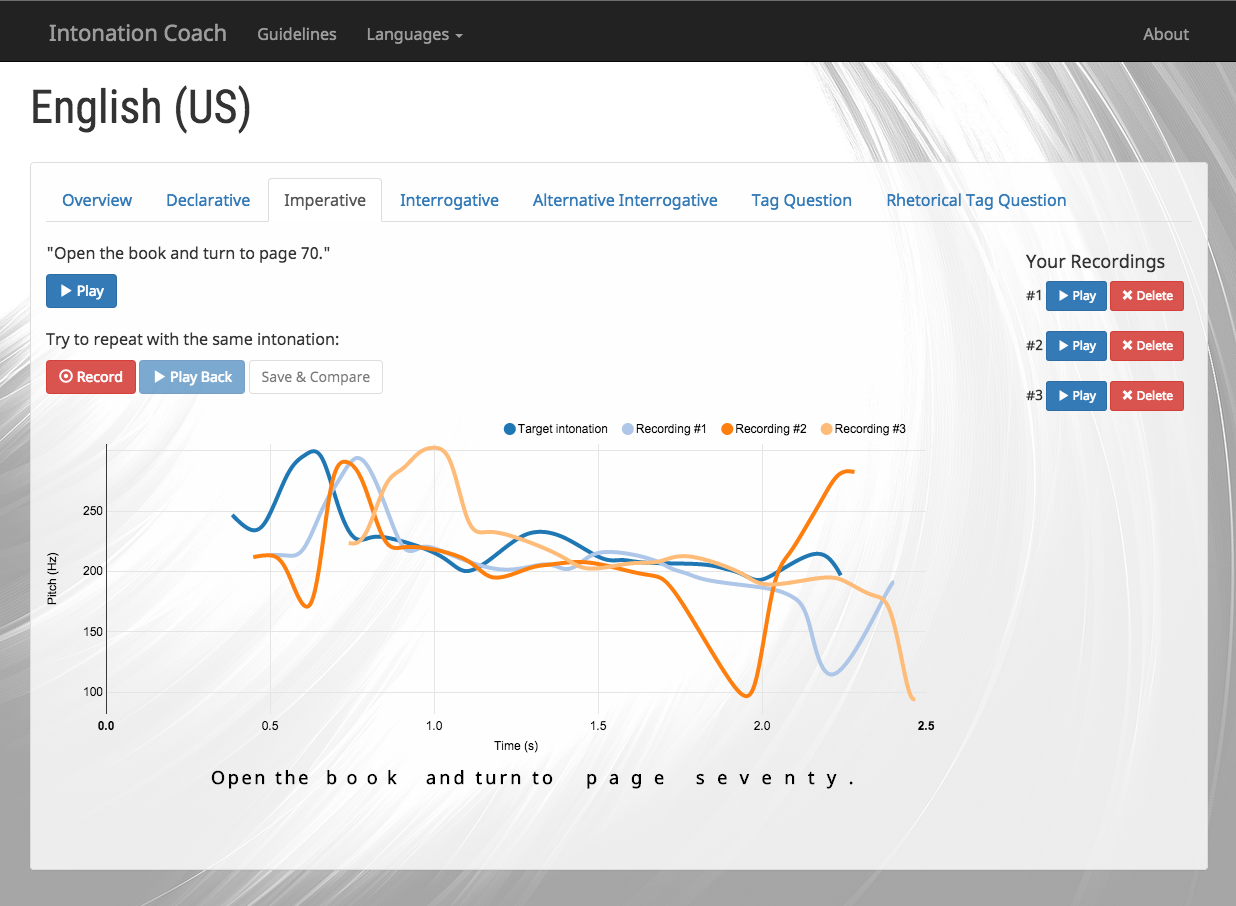 Intonation Coach Guidelines Languages About
English (US)
Overview Declarative Imperative Interrogative Alternative Interrogative Tag Question Rhetorical Tag Question
"Open the book and turn to page 70."
Play
Try to repeat with the same intonation:
Record Play Back Save & Compare
Your Recordings
#1 Play Delete
#2 Play Delete
#3 Play Delete
Target intonation Recording #1 Recording #2 Recording #3
Pitch (Hz)
250
200
150
100
0.0 0.5 1.0 1.5 2.0 2.5
Time (s)
Open the book and turn to page seventy.